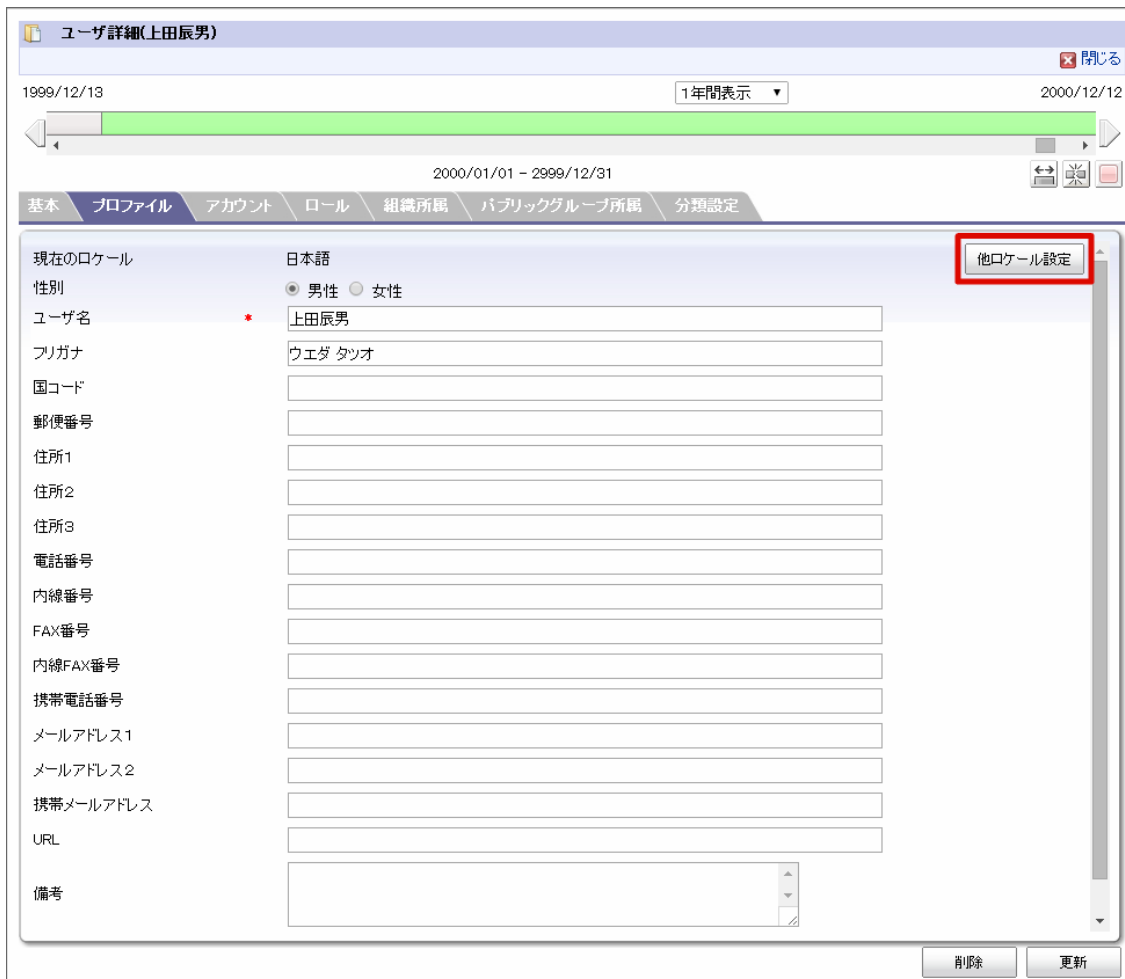 ユーザ詳細(上田辰男)
閉じる
1999/12/13 1年間表示 2000/12/12
2000/01/01 - 2999/12/31
基本 プロファイル アカウント ロール 組織所属 パブリックグループ所属 分類設定
現在のロケール 日本語 他ロケール設定
性別 男性 女性
ユーザ名 * 上田辰男
フリガナ ウエダ タツオ
国コード
郵便番号
住所1
住所2
住所3
電話番号
内線番号
FAX番号
内線FAX番号
携帯電話番号
メールアドレス1
メールアドレス2
携帯メールアドレス
URL
備考
削除 更新